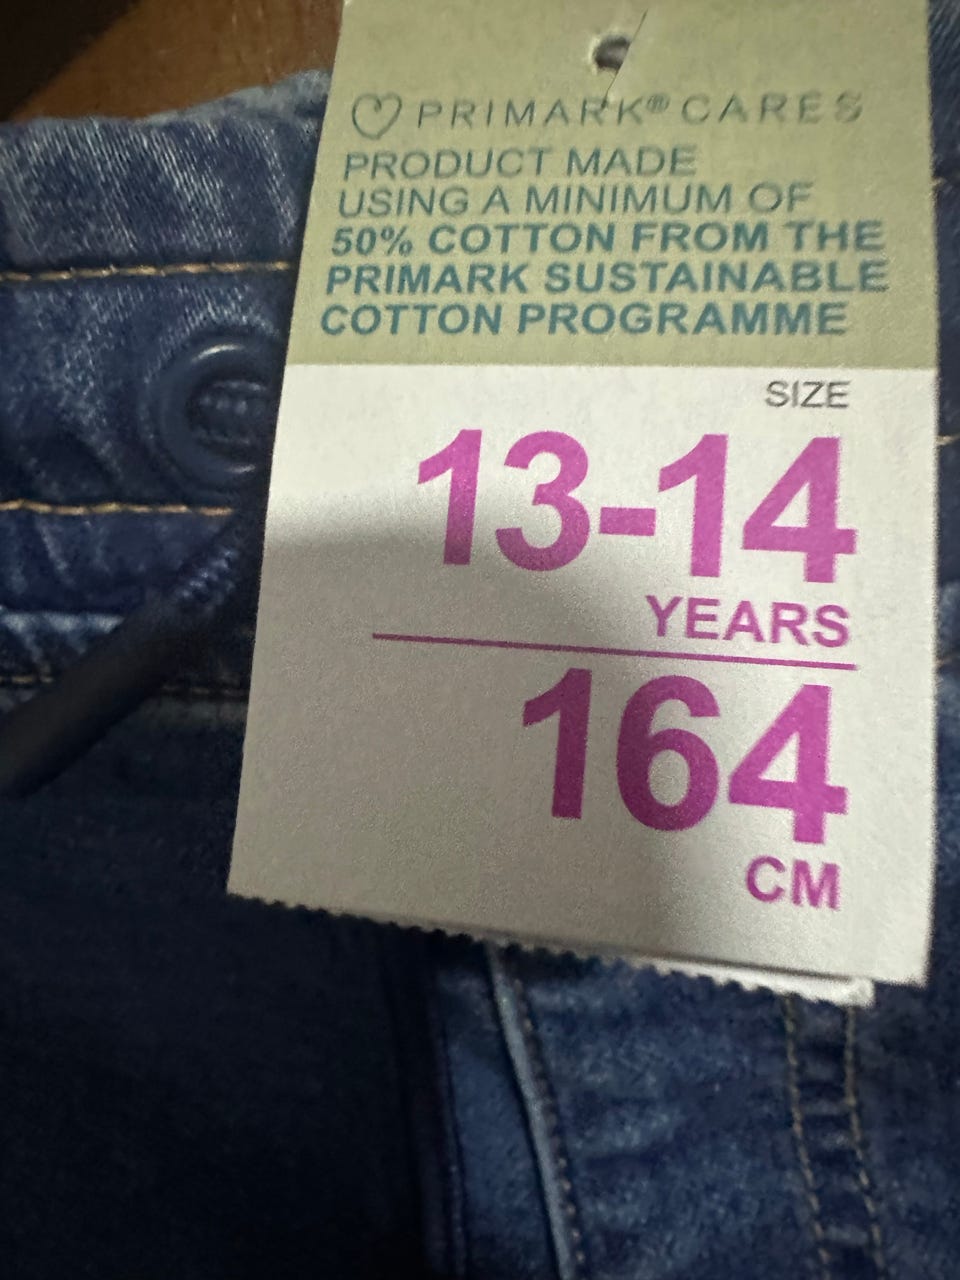 PRIMARK® CARES
PRODUCT MADE
USING A MINIMUM OF
50% COTTON FROM THE
PRIMARK SUSTAINABLE
COTTON PROGRAMME
SIZE
13-14
YEARS
164
CM